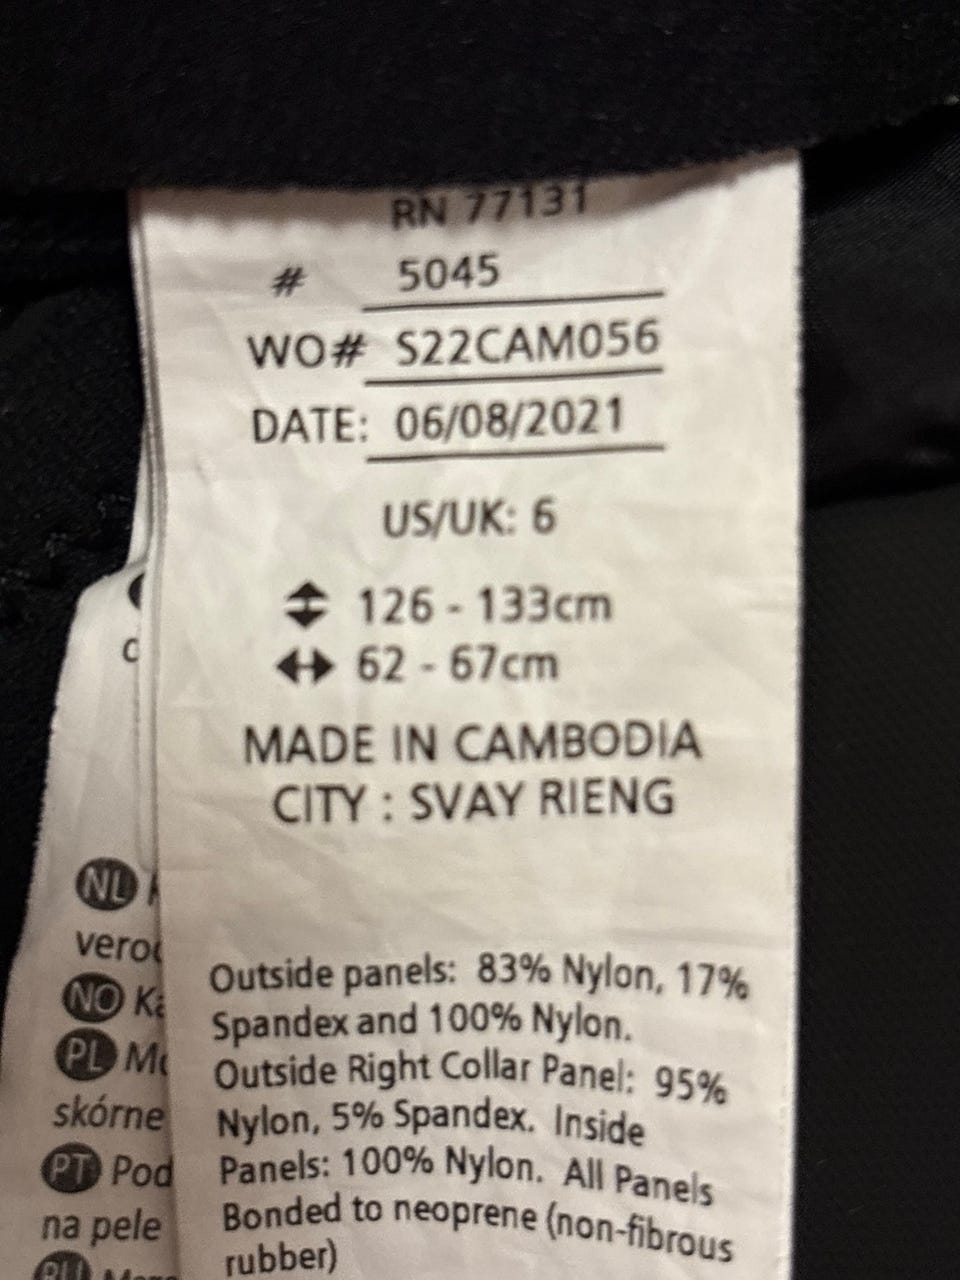 RN 77131
# 5045
WO# S22CAM056
DATE: 06/08/2021
US/UK: 6
126 - 133cm
62 - 67cm
MADE IN CAMBODIA
CITY : SVAY RIENG
Outside panels: 83% Nylon, 17%
Spandex and 100% Nylon.
Outside Right Collar Panel: 95%
Nylon, 5% Spandex. Inside
Panels: 100% Nylon. All Panels
Bonded to neoprene (non-fibrous
rubber)
NL
NO
PL
skórne
PT Pod
na pele
RU